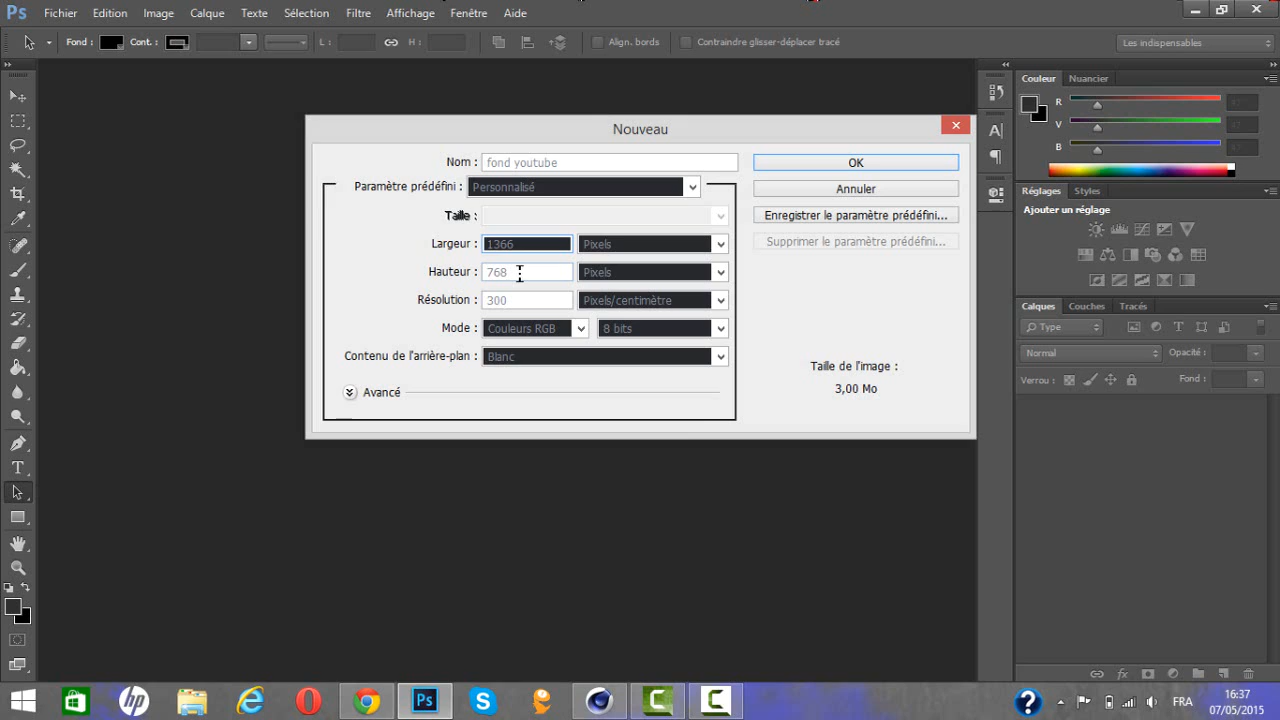 Ps Fichier Edition Image Calque Texte Sélection Filtre Affichage Fenêtre Aide
Fond : Cont. : L : H : Align. bords Contraindre glisser-déplacer tracé Les indispensables
Couleur Nuancier
R
V
B
Réglages Styles
Ajouter un réglage
Calques Couches Tracés
Type
Normal Opacité :
Verrou : Fond :
fx
Nouveau
Nom : fond youtube
Paramètre prédéfini : Personnalisé
Taille :
Largeur : 1366 Pixels
Hauteur : 768 Pixels
Résolution : 300 Pixels/centimètre
Mode : Couleurs RGB 8 bits
Contenu de l'arrière-plan : Blanc
Avancé
OK
Annuler
Enregistrer le paramètre prédéfini...
Supprimer le paramètre prédéfini...
Taille de l'image :
3,00 Mo
hp Ps FRA 16:37
07/05/2015